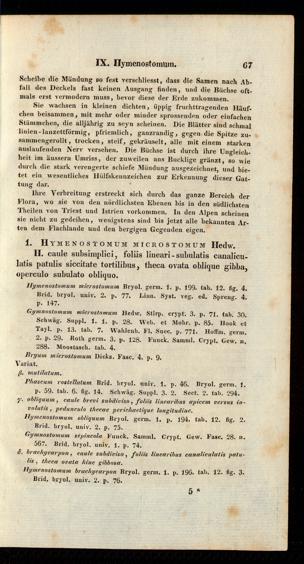 IX. Hymenostomum. 67
Scheibe die Mündung so fest verschliesst, dass die Samen nach Ab-
fall des Deckels fast keinen Ausgang finden, und die Büchse oft-
mals erst vermodern muss, bevor diese der Erde zukommen.
Sie wachsen in kleinen dichten, üppig fruchttragenden Häuf-
chen beisammen, mit mehr oder minder sprossenden oder einfachen
Stämmchen, die alljährig zu seyn scheinen. Die Blätter sind schmal
linien-lanzettförmig, pfriemlich, ganzrandig, gegen die Spitze zu-
sammengerollt, trocken, steif, gekräuselt, alle mit einem starken
auslaufenden Nerv versehen. Die Büchse ist durch ihre Ungleich-
heit im äussern Umriss, der zuweilen ans Bucklige gränzt, so wie
durch die stark verengerte schiefe Mündung ausgezeichnet, und bie-
tet ein wesentliches Hülfskennzeichen zur Erkennung dieser Gat-
tung dar.
Ihre Verbreitung erstreckt sich durch das ganze Bereich der
Flora, wo sie von den nördlichsten Ebenen bis in den südlichsten
Theilen von Triest und Istrien vorkommen. In den Alpen scheinen
sie nicht zu gedeihen, wenigstens sind bis jetzt alle bekannten Ar-
ten dem Flachlande und den bergigen Gegenden eigen.
1. HYMENOSTOMUM MICROSTOMUM Hedw.
H. caule subsimplici, foliis lineari-subulatis canalicu-
latis patulis siccitate tortilibus, theca ovata oblique gibba,
operculo subulato obliquo.
Hymenostomum microstomum Bryol. germ. 1. p. 199. tab. 12. fig. 4.
Brid. bryol. univ. 2. p. 77. Linn. Syst. veg. ed. Spreng. 4.
p. 147.
Gymnostomum microstomum Hedw. Stirp. crypt. 3. p. 71. tab. 30.
Schwäg. Suppl. 1. 1. p. 28. Web. et Mohr. p. 85. Hook et
Tayl. p. 13. tab. 7. Wahlenb. Fl. Suec. p. 771. Hoffm. germ.
2. p. 29. Roth germ. 3. p. 128. Funck. Samml. Crypt. Gew. n.
288. Moostasch. tab. 4.
Bryum microstomum Dicks. Fasc. 4. p. 9.
Variat.
β. mutilatum.
Phascum rostellatum Brid. bryol. univ. 1. p. 46. Bryol. germ. 1.
p. 59. tab. 6. fig. 14. Schwäg. Suppl. 3. 2. Sect. 2. tab. 294.
γ. obliquum, caule brevi subdiviso, foliis linearibus apicem versus in-
volutis, pedunculo thecae perichaetique longitudine.
Hymenostomum obliquum Bryol. germ. 1. p. 194. tab. 12. fig. 2.
Brid. bryol. univ. 2. p. 75.
Gymnostomum rapincola Funck. Samml. Crypt. Gew. Fasc. 28. n.
567. Brid. bryol. univ. 1. p. 74.
δ. brachycarpon, caule subdiviso, foliis linearibus canaliculatis patu-
lis, theca ovata hinc gibbosa.
Hymenostomum brachycarpon Bryol. germ. 1. p. 196. tab. 12. fig. 3.
Brid. bryol. univ. 2. p. 76.
5 *